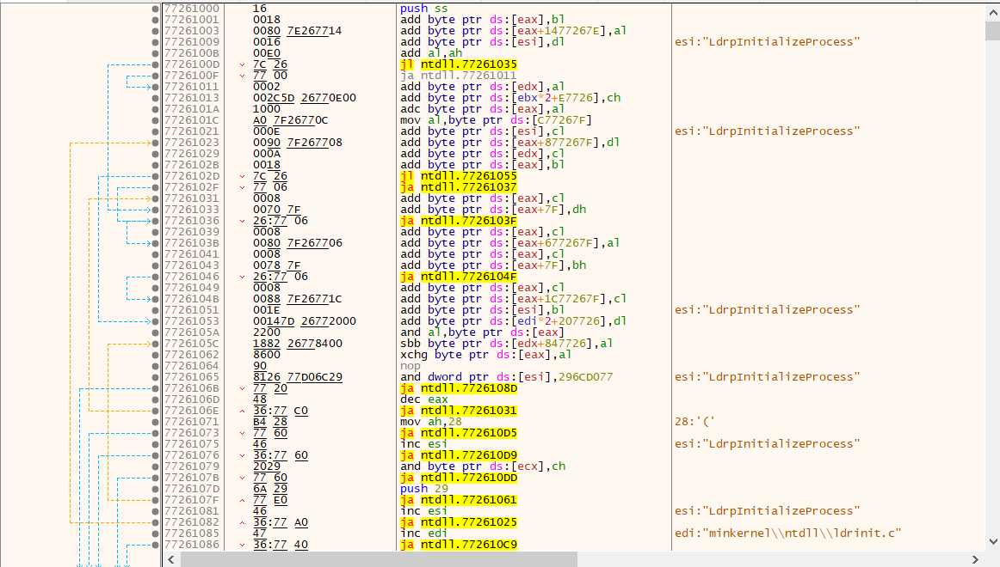 77261000 16 push ss
77261001 0018 add byte ptr ds:[eax],bl
77261003 0080 7E267714 add byte ptr ds:[eax+1477267E],al
77261009 0016 add byte ptr ds:[esi],dl esi:"LdrpInitializeProcess"
7726100B 00E0 add al,ah
7726100D 7C 26 jl ntdll.77261035
7726100F 77 00 ja ntdll.77261011
77261011 0002 add byte ptr ds:[edx],al
77261013 002C5D 26770E00 add byte ptr ds:[ebx*2+E7726],ch
7726101A 1000 adc byte ptr ds:[eax],al
7726101C A0 7F26770C mov al,byte ptr ds:[C77267F]
77261021 000E add byte ptr ds:[esi],cl esi:"LdrpInitializeProcess"
77261023 0090 7F267708 add byte ptr ds:[eax+877267F],dl
77261029 000A add byte ptr ds:[edx],cl
7726102B 0018 add byte ptr ds:[eax],bl
7726102D 7C 26 jl ntdll.77261055
7726102F 77 06 ja ntdll.77261037
77261031 0008 add byte ptr ds:[eax],cl
77261033 0070 7F add byte ptr ds:[eax+7F],dh
77261036 26:77 06 ja ntdll.7726103F
77261039 0008 add byte ptr ds:[eax],cl
7726103B 0080 7F267706 add byte ptr ds:[eax+677267F],al
77261041 0008 add byte ptr ds:[eax],cl
77261043 0078 7F add byte ptr ds:[eax+7F],bh
77261046 26:77 06 ja ntdll.7726104F
77261049 0008 add byte ptr ds:[eax],cl
7726104B 0088 7F26771C add byte ptr ds:[eax+1C77267F],cl
77261051 001E add byte ptr ds:[esi],bl esi:"LdrpInitializeProcess"
77261053 00147D 26772000 add byte ptr ds:[edi*2+207726],dl
7726105A 2200 and al,byte ptr ds:[eax]
7726105C 1882 26778400 sbb byte ptr ds:[edx+847726],al
77261062 8600 xchg byte ptr ds:[eax],al
77261064 90 nop
77261065 8126 77D06C29 and dword ptr ds:[esi],296CD077 esi:"LdrpInitializeProcess"
7726106B 77 20 ja ntdll.7726108D
7726106D 48 dec eax
7726106E 36:77 C0 ja ntdll.77261031
77261071 B4 28 mov ah,28 28:'('
77261073 77 60 ja ntdll.772610D5
77261075 46 inc esi esi:"LdrpInitializeProcess"
77261076 36:77 60 ja ntdll.772610D9
77261079 2029 and byte ptr ds:[ecx],ch
7726107B 77 60 ja ntdll.772610DD
7726107D 6A 29 push 29
7726107F 77 E0 ja ntdll.77261061
77261081 46 inc esi esi:"LdrpInitializeProcess"
77261082 36:77 A0 ja ntdll.77261025
77261085 47 inc edi edi:"minkernel\\ntdll\\ldrinit.c"
77261086 36:77 40 ja ntdll.772610C9